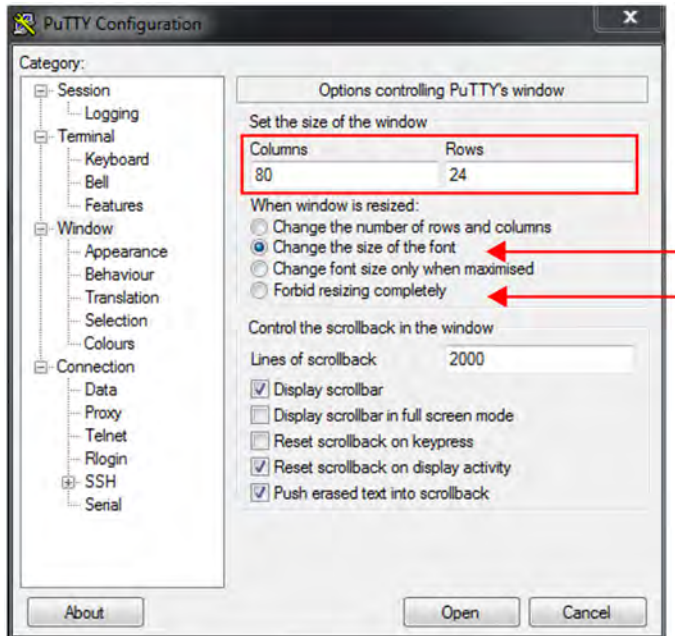 PuTTY Configuration
Category:
Session
Logging
Terminal
Keyboard
Bell
Features
Window
Appearance
Behaviour
Translation
Selection
Colours
Connection
Data
Proxy
Telnet
Rlogin
SSH
Serial
Options controlling PuTTY's window
Set the size of the window
Columns Rows
80 24
When window is resized:
Change the number of rows and columns
Change the size of the font
Change font size only when maximised
Forbid resizing completely
Control the scrollback in the window
Lines of scrollback 2000
Display scrollbar
Display scrollbar in full screen mode
Reset scrollback on keypress
Reset scrollback on display activity
Push erased text into scrollback
About Open Cancel